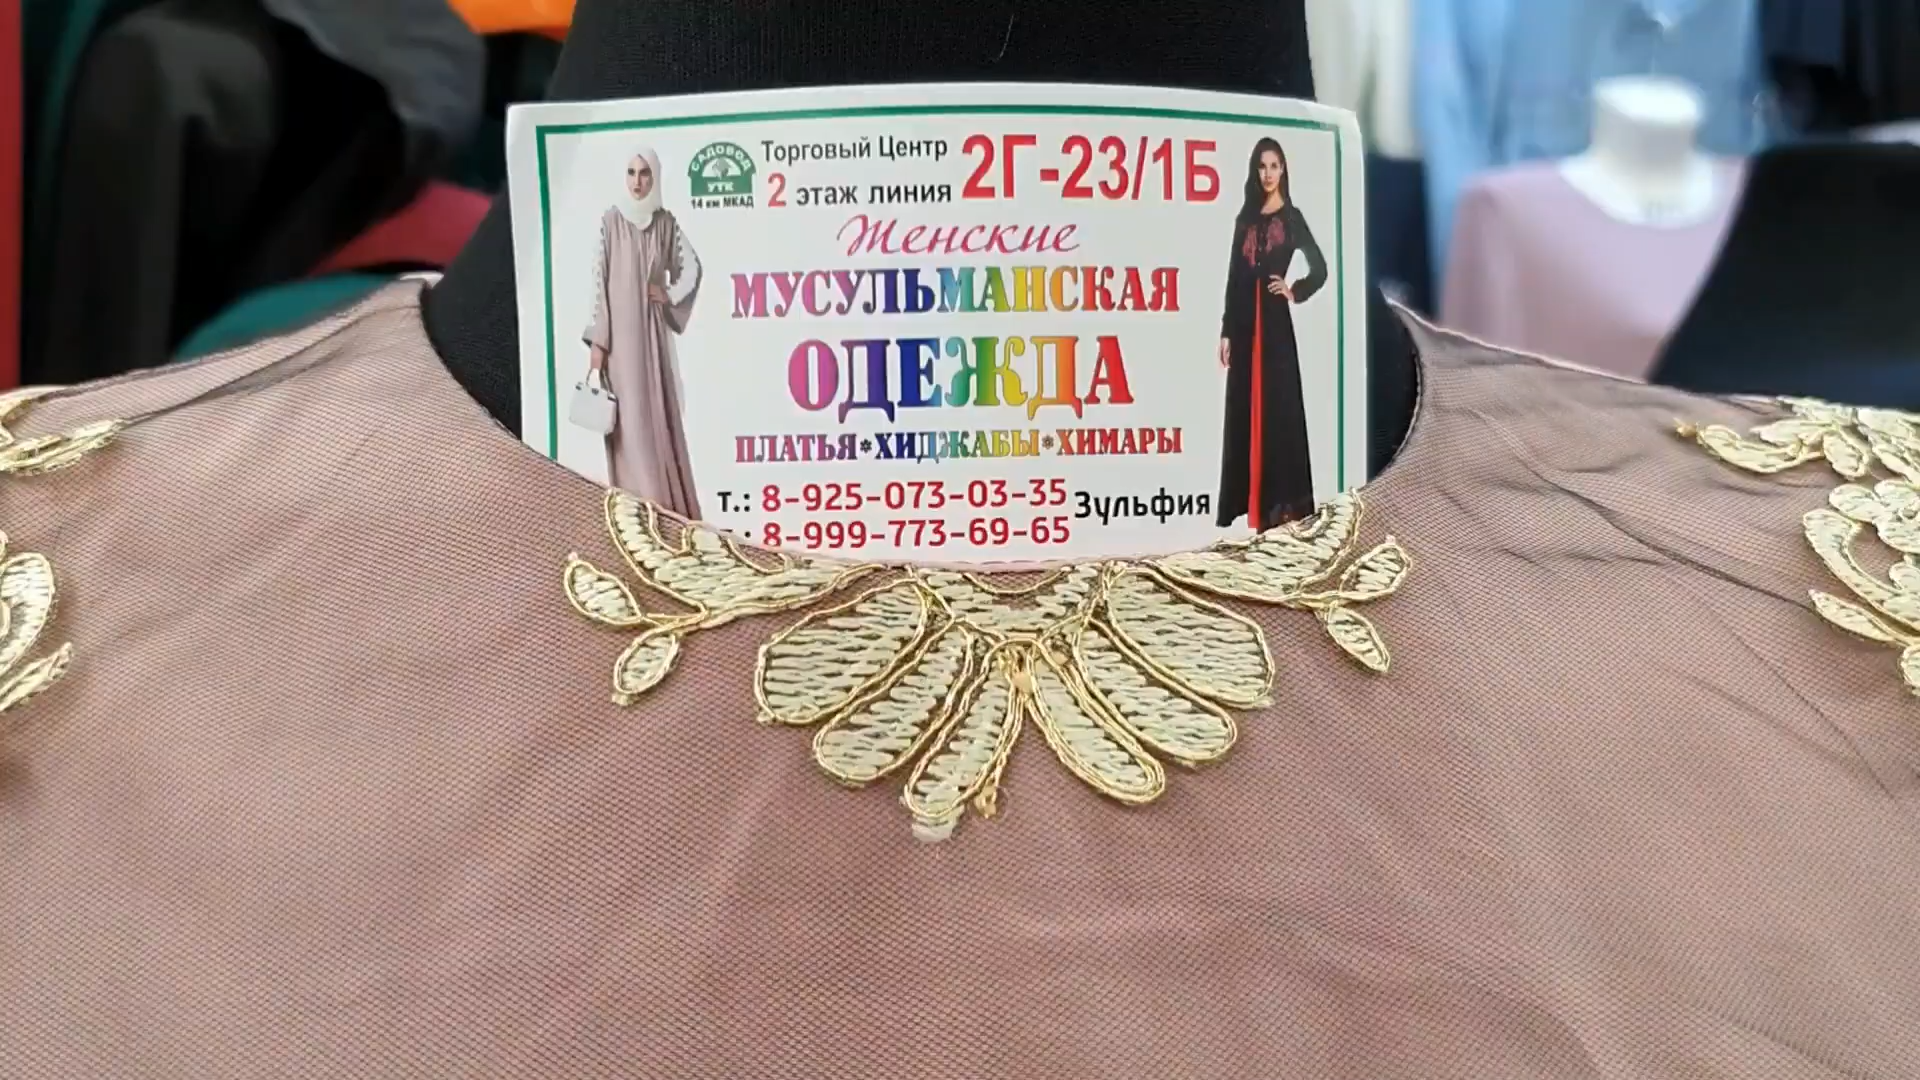 САДОВОД
УТК
14 км МКАД
Торговый Центр
2 этаж линия 2Г-23/1Б
Женские
МУСУЛЬМАНСКАЯ
ОДЕЖДА
ПЛАТЬЯ*ХИДЖАБЫ*ХИМАРЫ
т.: 8-925-073-03-35 Зульфия
8-999-773-69-65